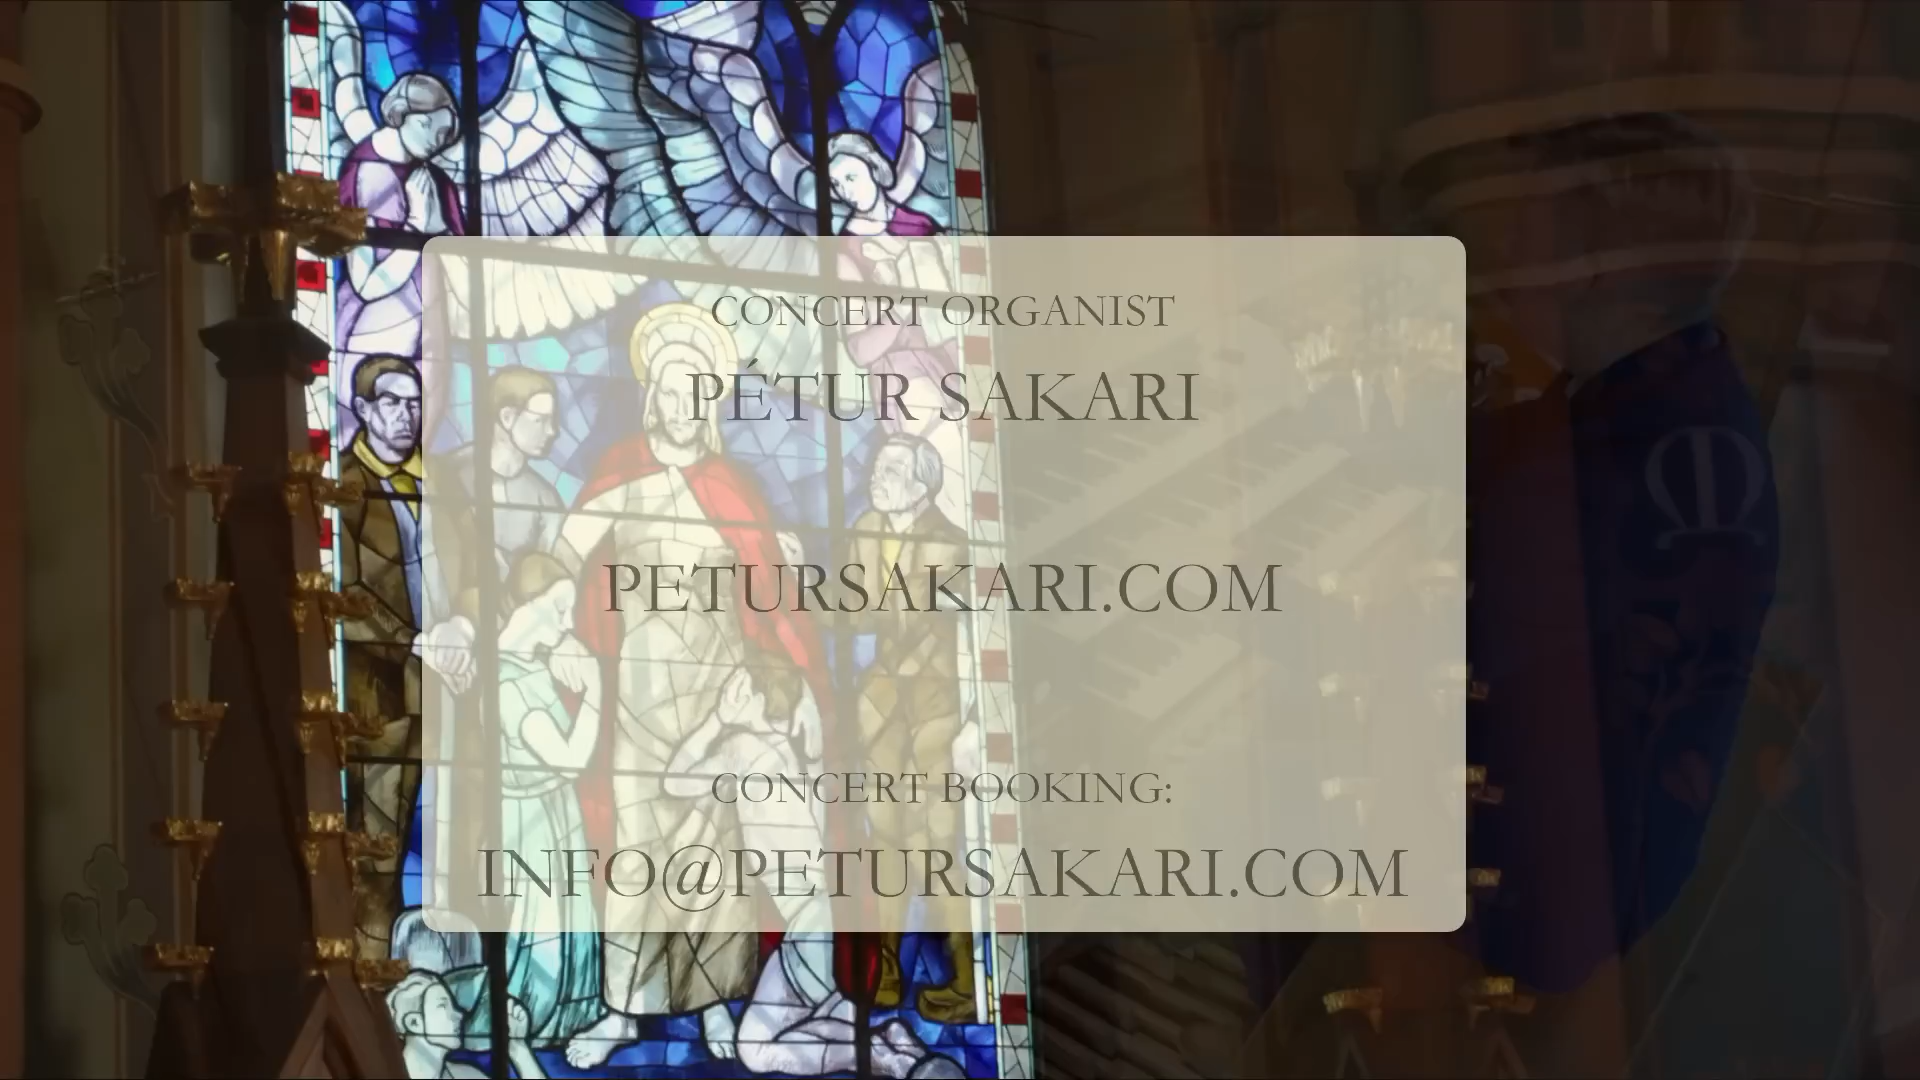 CONCERT ORGANIST
PÉTUR SAKARI
PETURSAKARI.COM
CONCERT BOOKING:
INFO@PETURSAKARI.COM